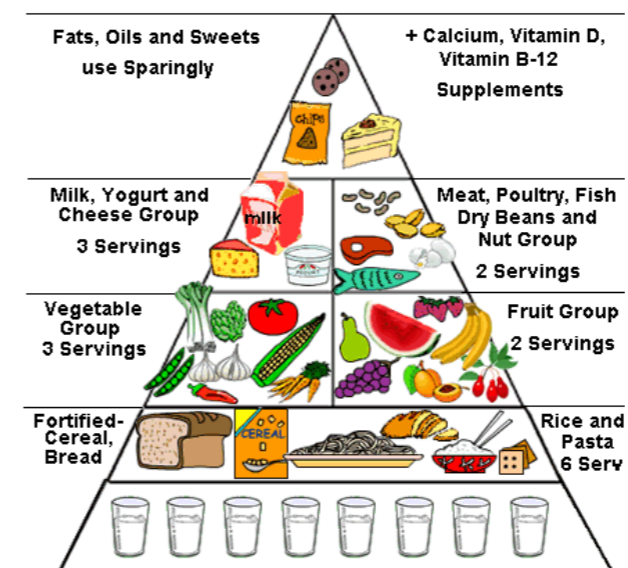 Fats, Oils and Sweets
use Sparingly
+ Calcium, Vitamin D,
Vitamin B-12
Supplements
chips
Milk, Yogurt and
Cheese Group
3 Servings
milk
YOGURT
Meat, Poultry, Fish
Dry Beans and
Nut Group
2 Servings
Vegetable
Group
3 Servings
Fruit Group
2 Servings
Fortified-
Cereal,
Bread
CEREAL
Rice and
Pasta
6 Serv